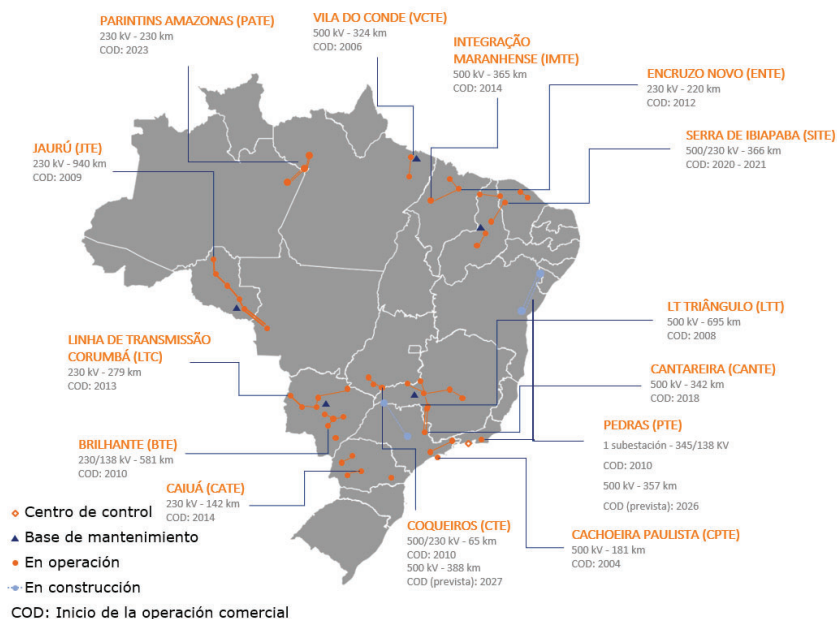 PARINTINS AMAZONAS (PATE)
230 kV - 230 km
COD: 2023
VILA DO CONDE (VCTE)
500 kV - 324 km
COD: 2006
INTEGRAÇÃO
MARANHENSE (IMTE)
500 kV - 365 km
COD: 2014
ENCRUZO NOVO (ENTE)
230 kV - 220 km
COD: 2012
SERRA DE IBIAPABA (SITE)
500/230 kV - 366 km
COD: 2020 - 2021
JAURÚ (JTE)
230 kV - 940 km
COD: 2009
LT TRIÂNGULO (LTT)
500 kV - 695 km
COD: 2008
LINHA DE TRANSMISSÃO
CORUMBÁ (LTC)
230 kV - 279 km
COD: 2013
CANTAREIRA (CANTE)
500 kV - 342 km
COD: 2018
PEDRAS (PTE)
1 subestación - 345/138 KV
COD: 2010
500 kV - 357 km
COD (prevista): 2026
BRILHANTE (BTE)
230/138 kV - 581 km
COD: 2010
CAIUÁ (CATE)
230 kV - 142 km
COD: 2014
COQUEIROS (CTE)
500/230 kV - 65 km
COD: 2010
500 kV - 388 km
COD (prevista): 2027
CACHOEIRA PAULISTA (CPTE)
500 kV - 181 km
COD: 2004
Centro de control
Base de mantenimiento
En operación
En construcción
COD: Inicio de la operación comercial